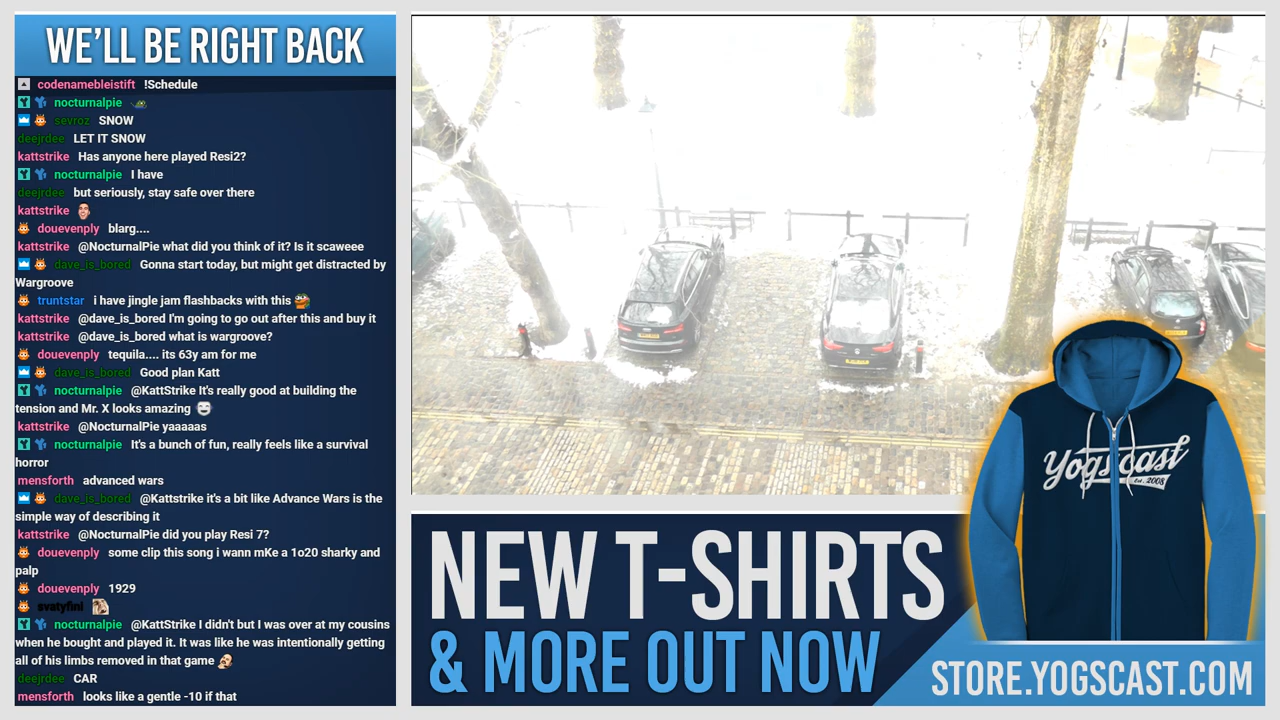 WE'LL BE RIGHT BACK
codenamebleistift !Schedule
nocturnalpie
sevroz SNOW
deejrdee LET IT SNOW
kattstrike Has anyone here played Resi2?
nocturnalpie I have
deejrdee but seriously, stay safe over there
kattstrike
douevenply blarg....
kattstrike @NocturnalPie what did you think of it? Is it scaweee
dave_is_bored Gonna start today, but might get distracted by
Wargroove
truntstar i have jingle jam flashbacks with this
kattstrike @dave_is_bored I'm going to go out after this and buy it
kattstrike @dave_is_bored what is wargroove?
douevenply tequila.... its 63y am for me
dave_is_bored Good plan Katt
nocturnalpie @KattStrike It's really good at building the
tension and Mr. X looks amazing
kattstrike @NocturnalPie yaaaaas
nocturnalpie It's a bunch of fun, really feels like a survival
horror
mensforth advanced wars
dave_is_bored @Kattstrike it's a bit like Advance Wars is the
simple way of describing it
kattstrike @NocturnalPie did you play Resi 7?
douevenply some clip this song i wann mKe a 1o20 sharky and
palp
douevenply 1929
svatyfini
nocturnalpie @KattStrike I didn't but I was over at my cousins
when he bought and played it. It was like he was intentionally getting
all of his limbs removed in that game
deejrdee CAR
mensforth looks like a gentle -10 if that
Yogscast
est. 2008
NEW T-SHIRTS
& MORE OUT NOW
STORE.YOGSCAST.COM